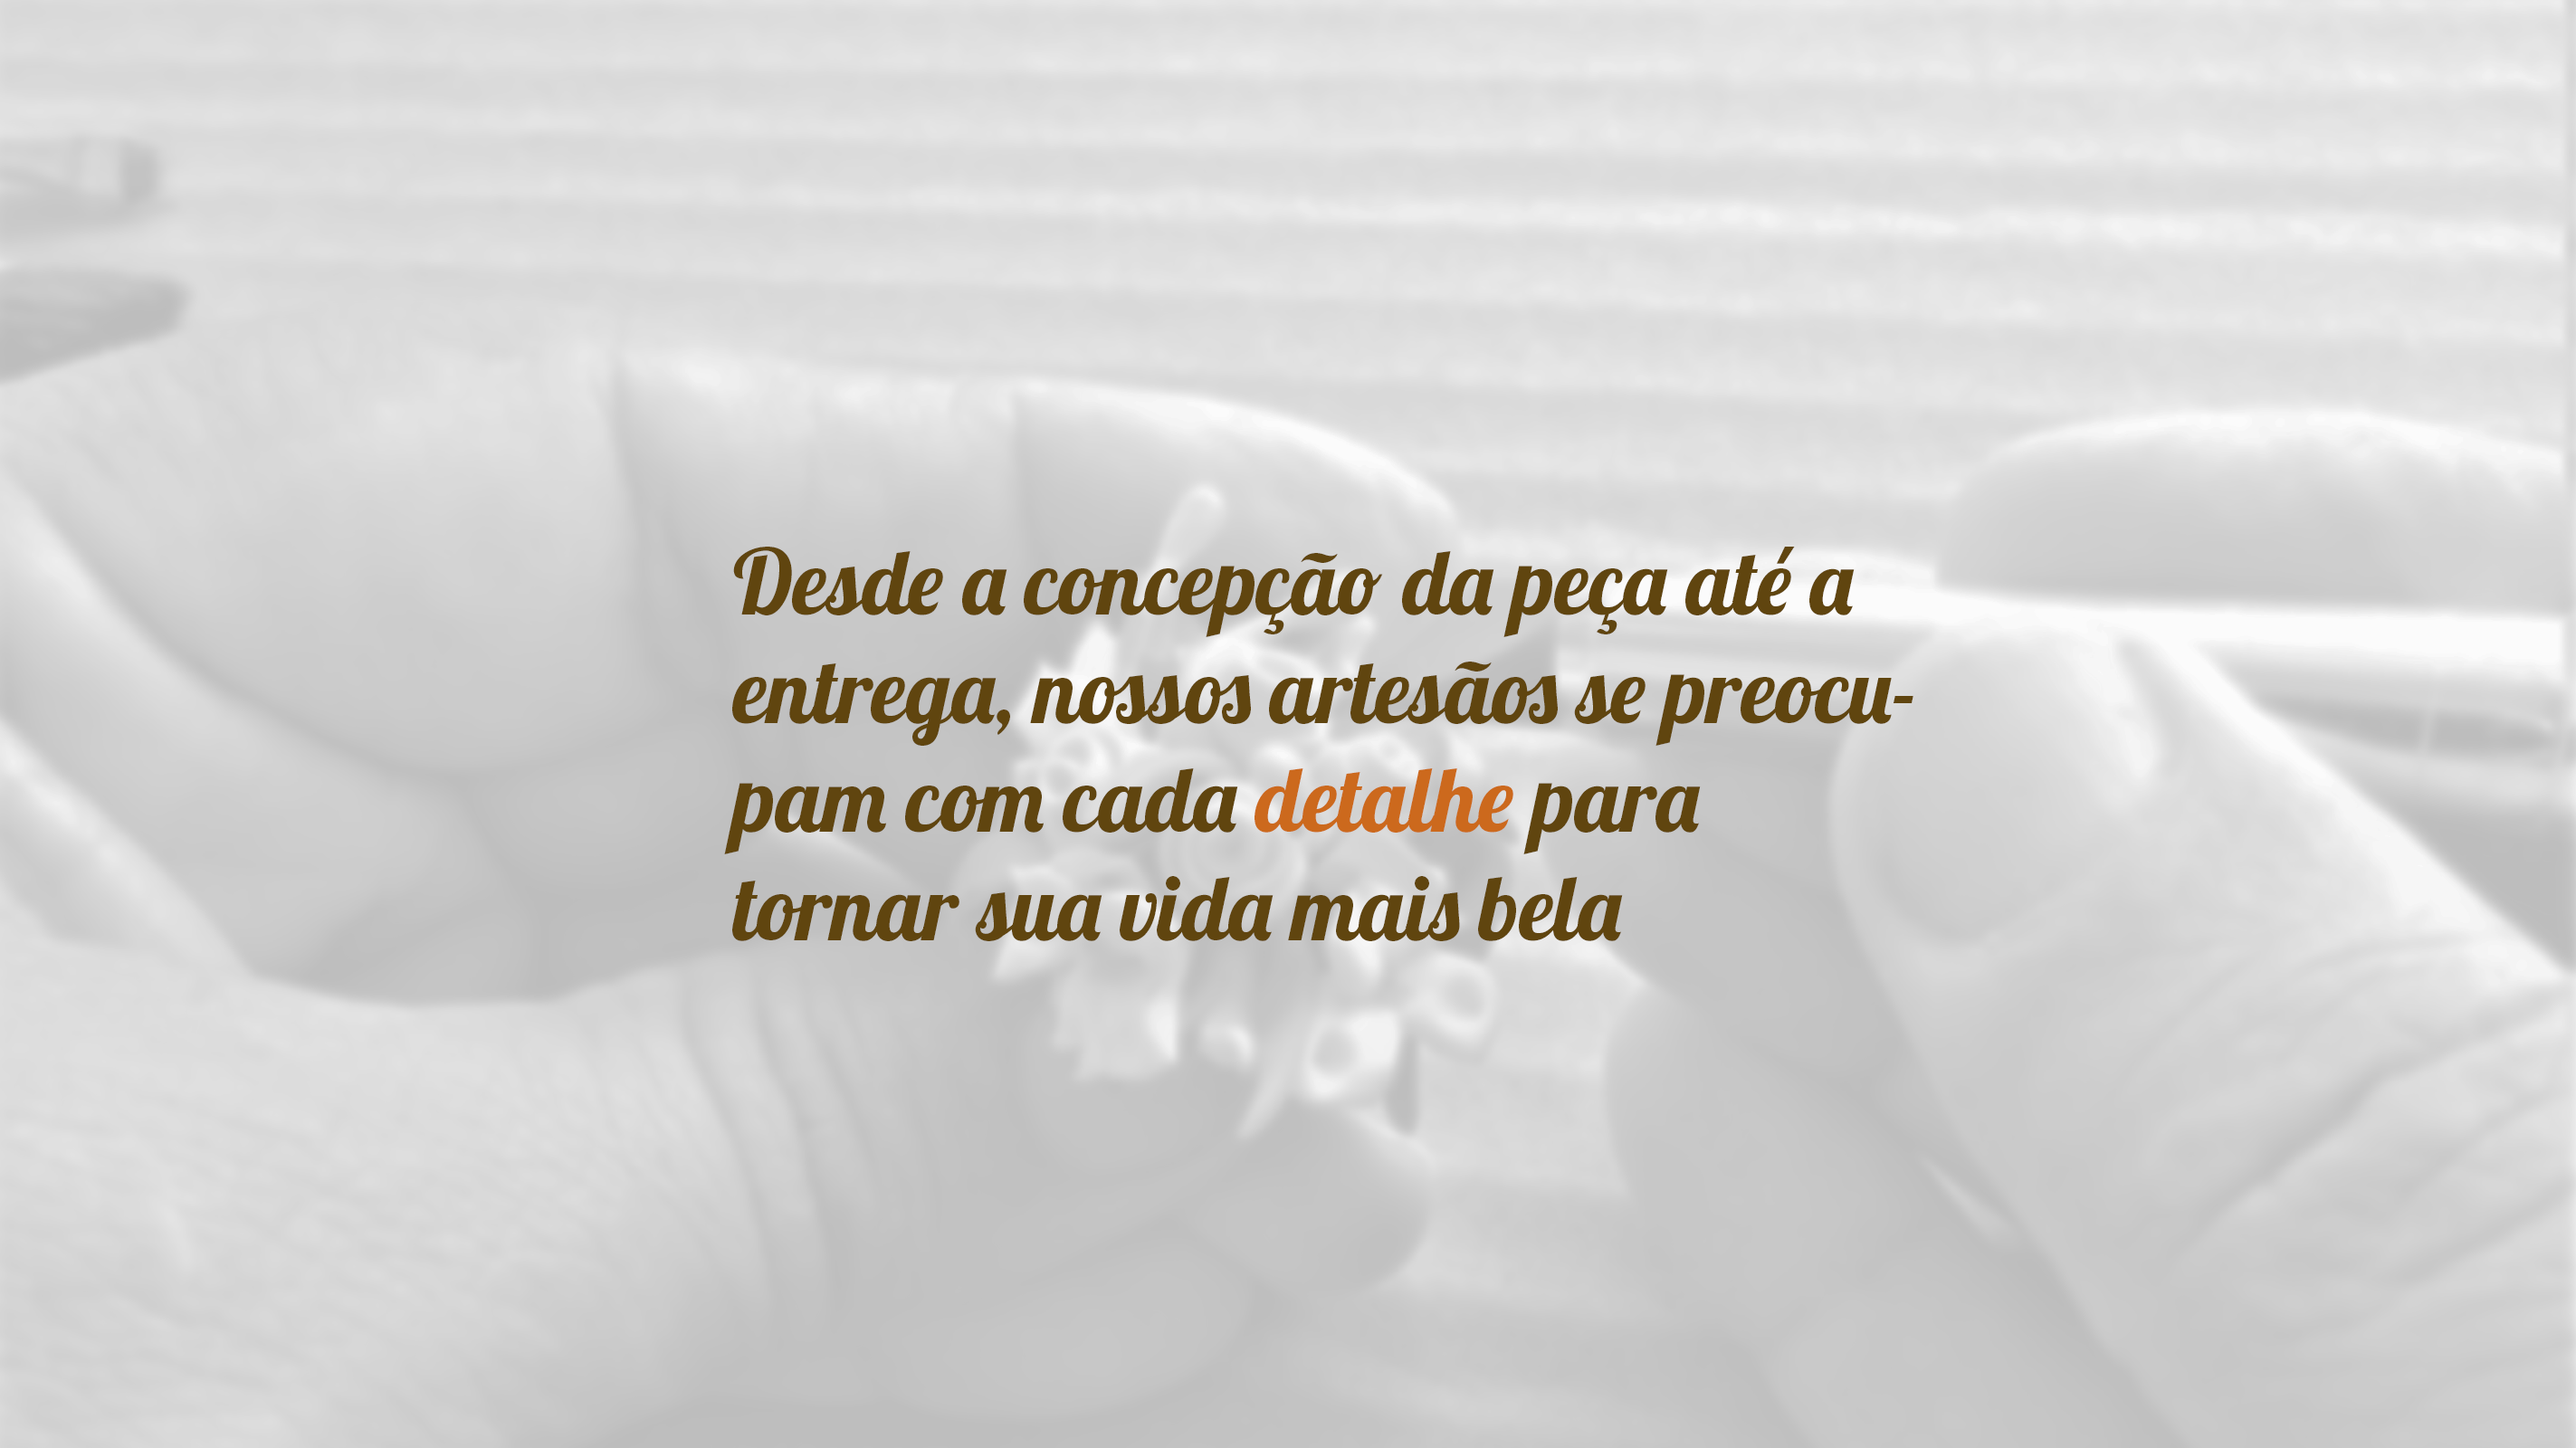 Desde a concepção da peça até a
entrega, nossos artesãos se preocu-
pam com cada detalhe para
tornar sua vida mais bela